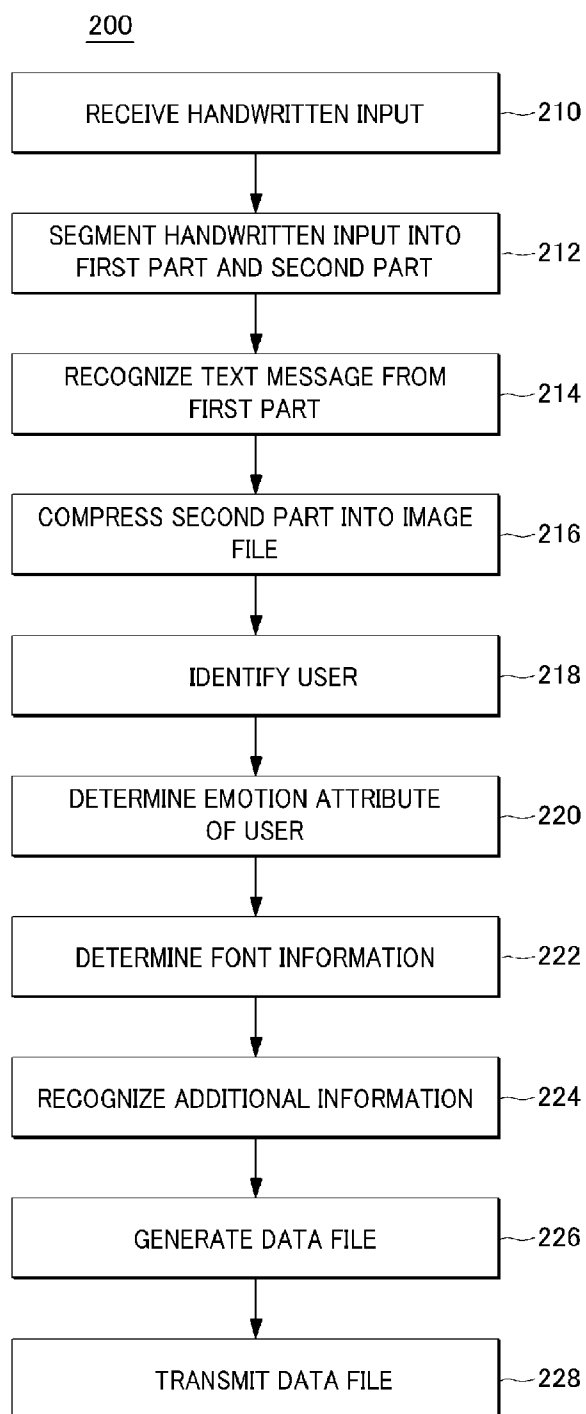 200
RECEIVE HANDWRITTEN INPUT 210
SEGMENT HANDWRITTEN INPUT INTO
FIRST PART AND SECOND PART 212
RECOGNIZE TEXT MESSAGE FROM
FIRST PART 214
COMPRESS SECOND PART INTO IMAGE
FILE 216
IDENTIFY USER 218
DETERMINE EMOTION ATTRIBUTE
OF USER 220
DETERMINE FONT INFORMATION 222
RECOGNIZE ADDITIONAL INFORMATION 224
GENERATE DATA FILE 226
TRANSMIT DATA FILE 228